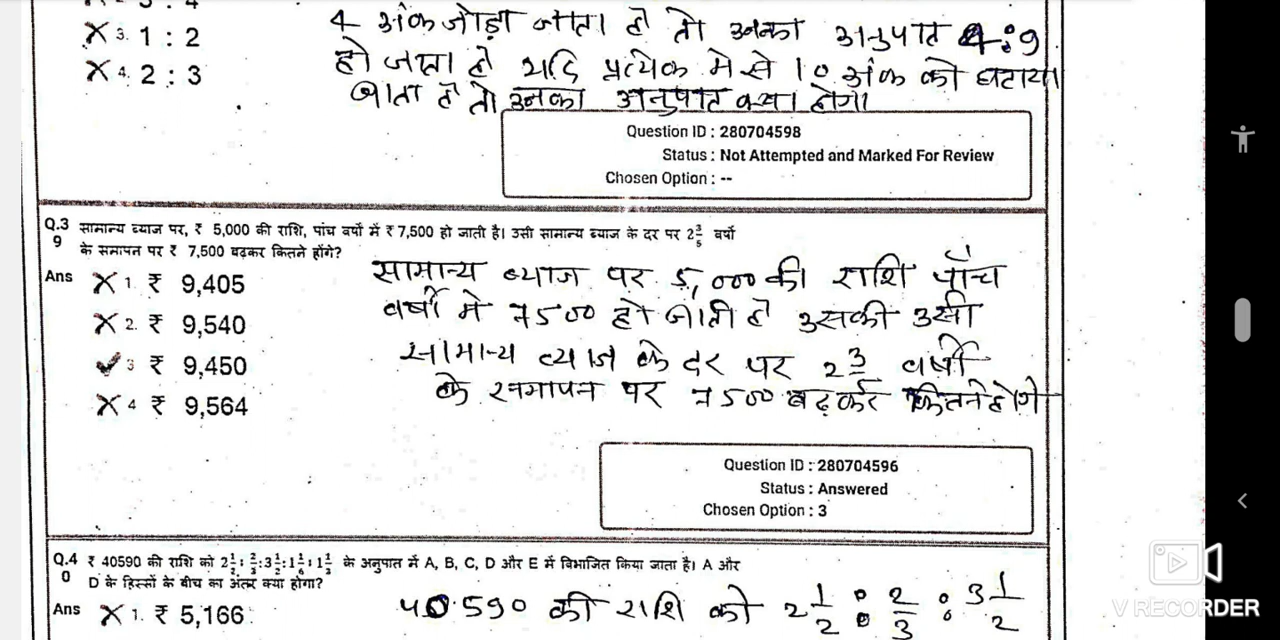 3. 1 : 2
4. 2 : 3
4 अंक जोड़ा जाता है तो उनका अनुपात 4:9
हो जाता है यदि प्रत्येक मे से 10 अंक को घटाया
जाता है तो उनका अनुपात क्या होगा
Question ID : 280704598
Status : Not Attempted and Marked For Review
Chosen Option : --
Q.3 सामान्य ब्याज पर, ₹ 5,000 की राशि, पांच वर्षो में ₹ 7,500 हो जाती है। उसी सामान्य ब्याज के दर पर 2 3/5 वर्षो
9 के समापन पर ₹ 7,500 बढ़कर कितने होंगे?
Ans X 1. ₹ 9,405
X 2. ₹ 9,540
✓ 3 ₹ 9,450
X 4 ₹ 9,564
सामान्य ब्याज पर 5,000 की राशि पाँच
वर्षो मे 7500 हो जाती है उसकी उसी
सामान्य ब्याज के दर पर 2 3 वर्षो
के समापन पर 7500 बढ़कर कितने होगे
Question ID : 280704596
Status : Answered
Chosen Option : 3
Q.4 ₹ 40590 की राशि को 2 1/2 : 2/3 : 3 1/2 : 1 1/6 : 1 1/3 के अनुपात में A, B, C, D और E में विभाजित किया जाता है। A और
0 D के हिस्सों के बीच का अंतर क्या होगा?
Ans X 1. ₹ 5,166
40590 की राशि को 2 1/2 : 2/3 : 3 1/2
V RECORDER